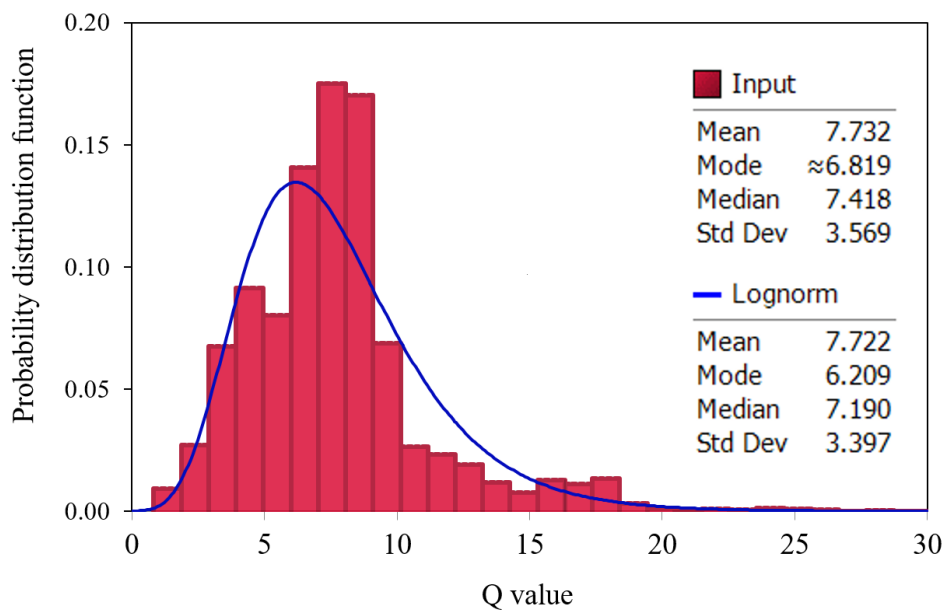 Probability distribution function
0.20
0.15
0.10
0.05
0.00
Input
Mean 7.732
Mode ≈6.819
Median 7.418
Std Dev 3.569
Lognorm
Mean 7.722
Mode 6.209
Median 7.190
Std Dev 3.397
0 5 10 15 20 25 30
Q value